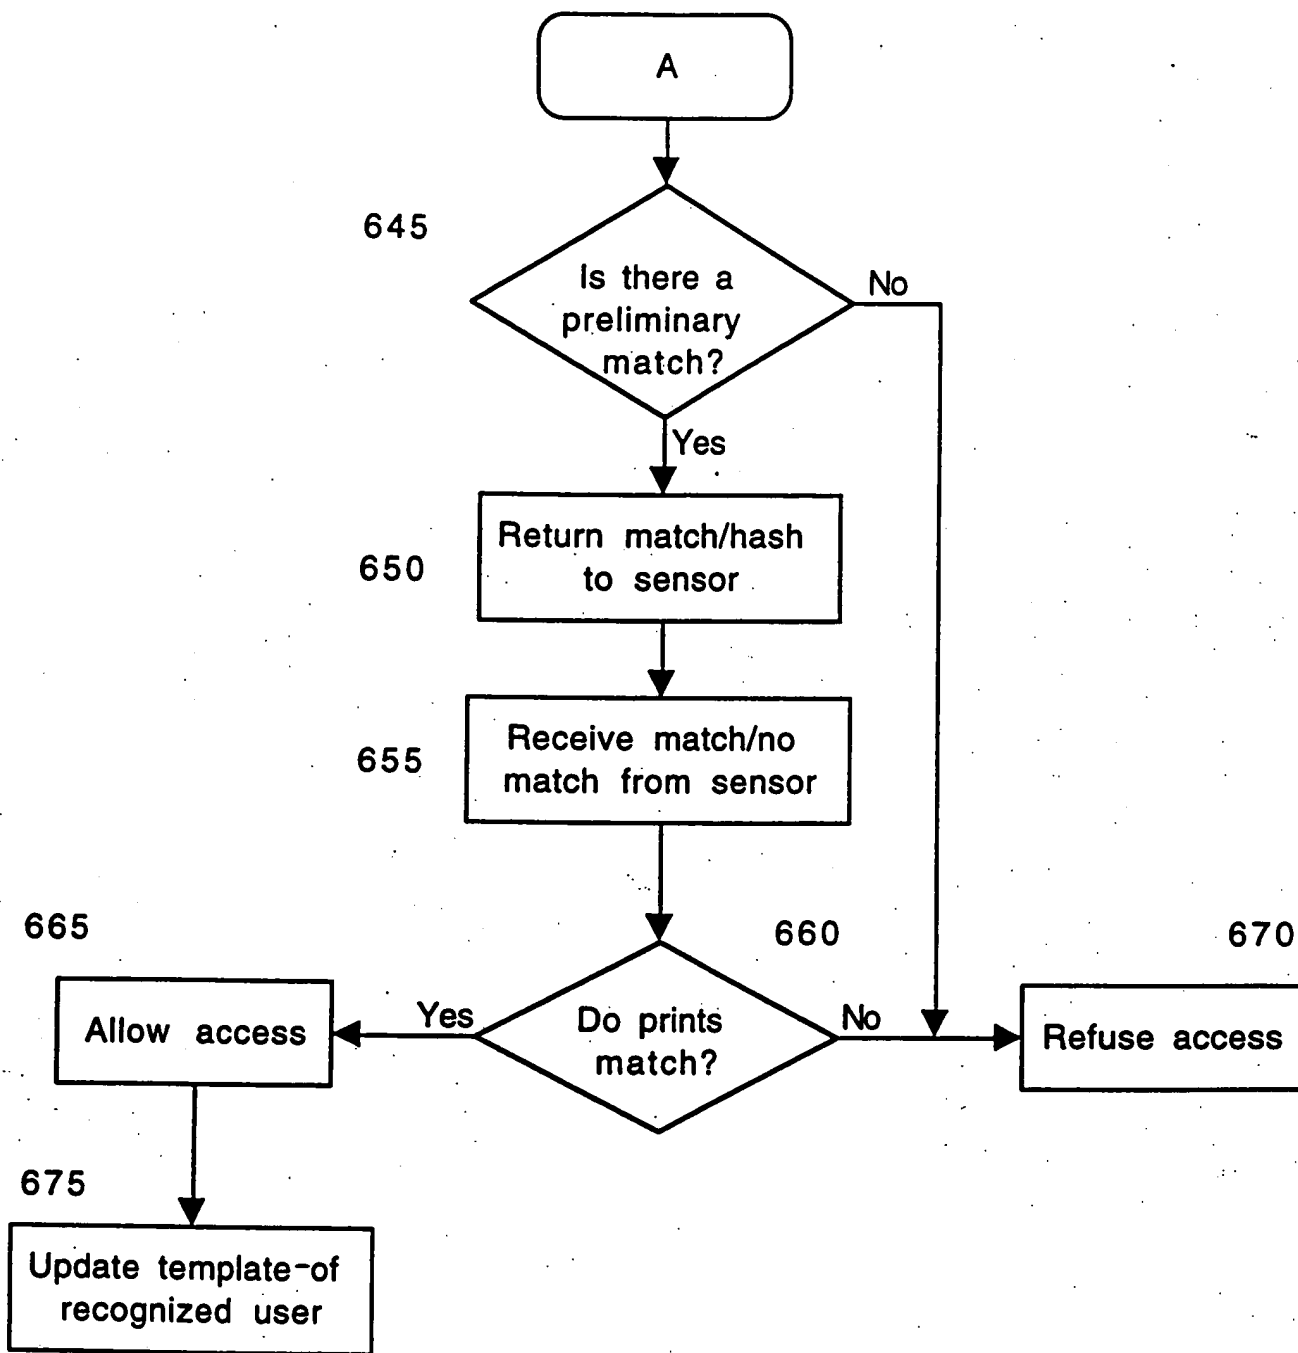 A
645
Is there a
preliminary
match?
No
Yes
650
Return match/hash
to sensor
655
Receive match/no
match from sensor
665
660
670
Allow access
Yes
Do prints
match?
No
Refuse access
675
Update template-of
recognized user